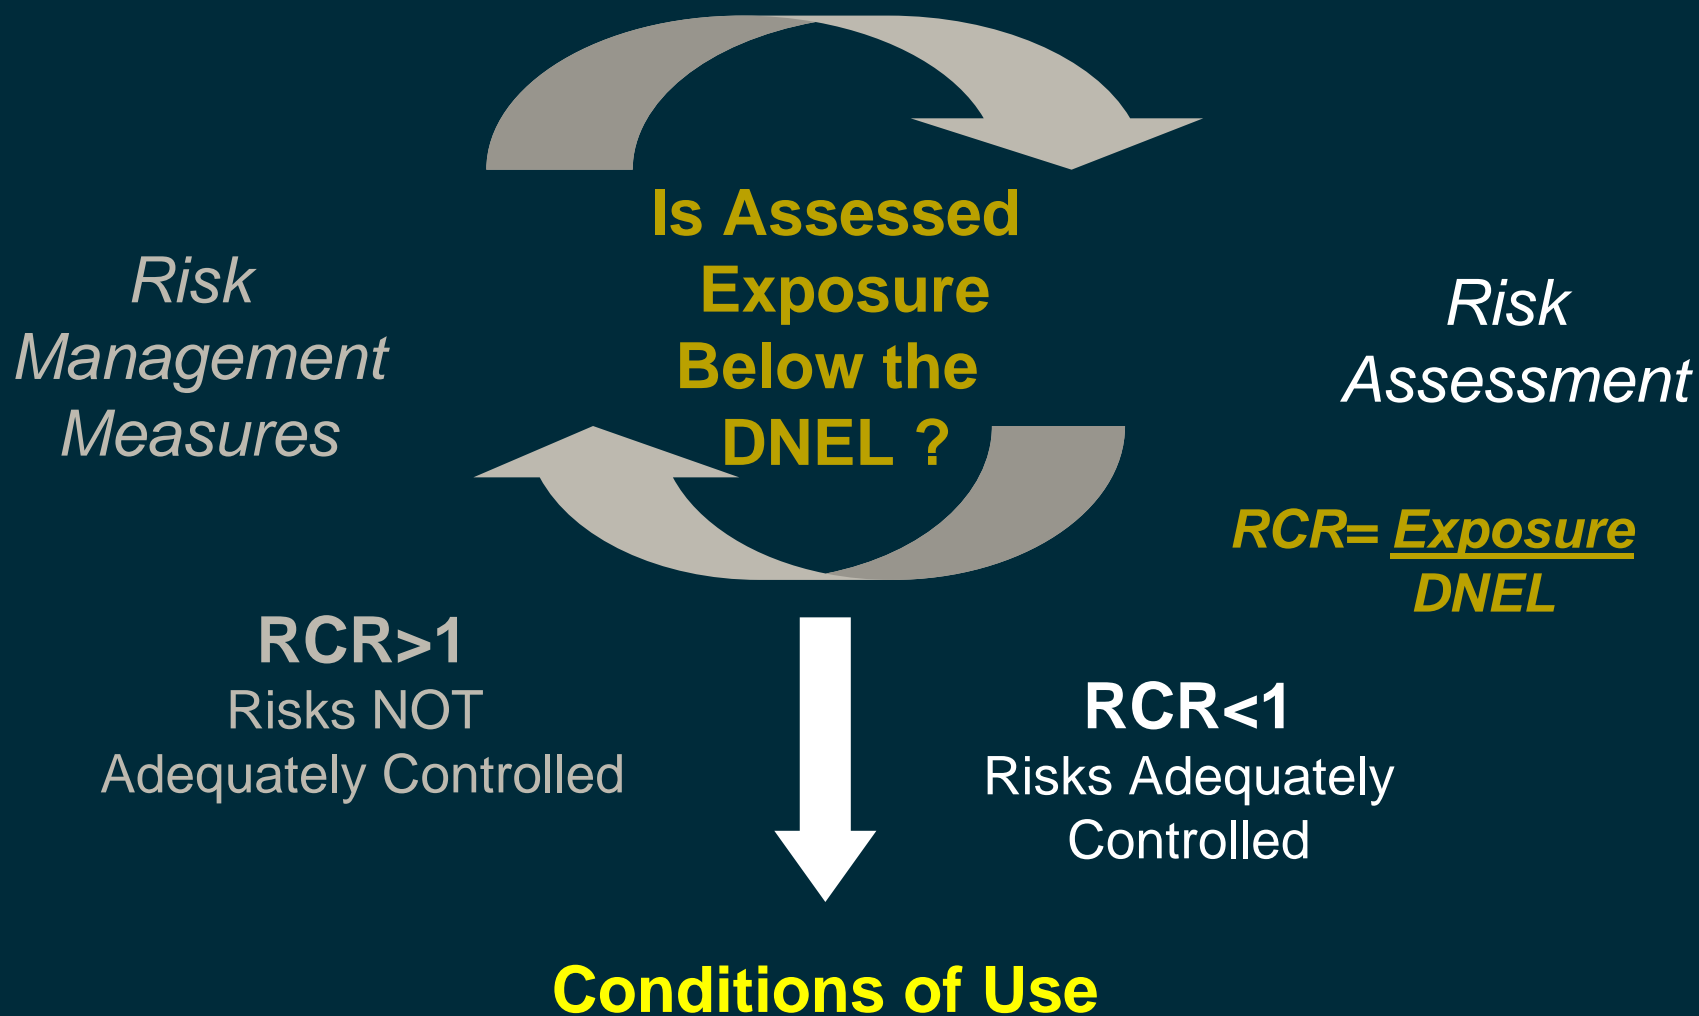 Is Assessed
Exposure
Below the
DNEL ?
Risk
Management
Measures
Risk
Assessment
RCR= Exposure
DNEL
RCR>1
Risks NOT
Adequately Controlled
RCR<1
Risks Adequately
Controlled
Conditions of Use